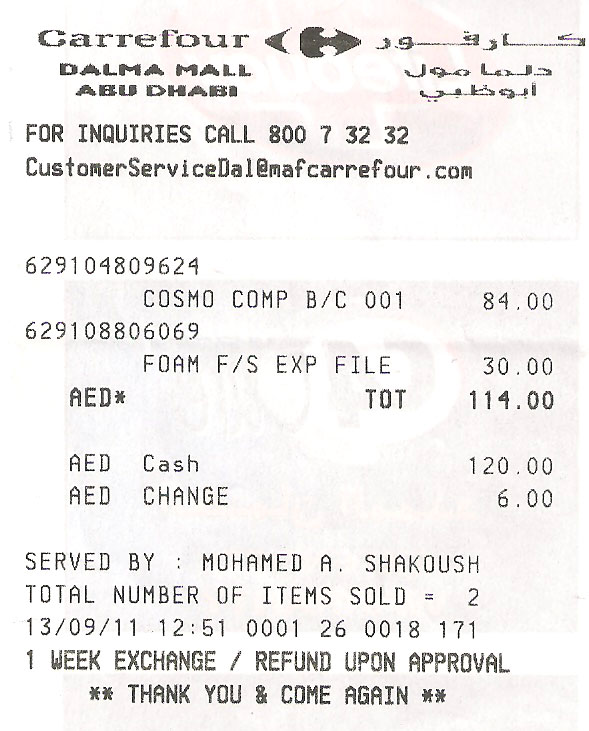 Carrefour كارفور
DALMA MALL دلما مول
ABU DHABI أبوظبي
FOR INQUIRIES CALL 800 7 32 32
CustomerServiceDal@mafcarrefour.com
629104809624
COSMO COMP B/C 001 84.00
629108806069
FOAM F/S EXP FILE 30.00
AED* TOT 114.00
AED Cash 120.00
AED CHANGE 6.00
SERVED BY : MOHAMED A. SHAKOUSH
TOTAL NUMBER OF ITEMS SOLD = 2
13/09/11 12:51 0001 26 0018 171
1 WEEK EXCHANGE / REFUND UPON APPROVAL
** THANK YOU & COME AGAIN **